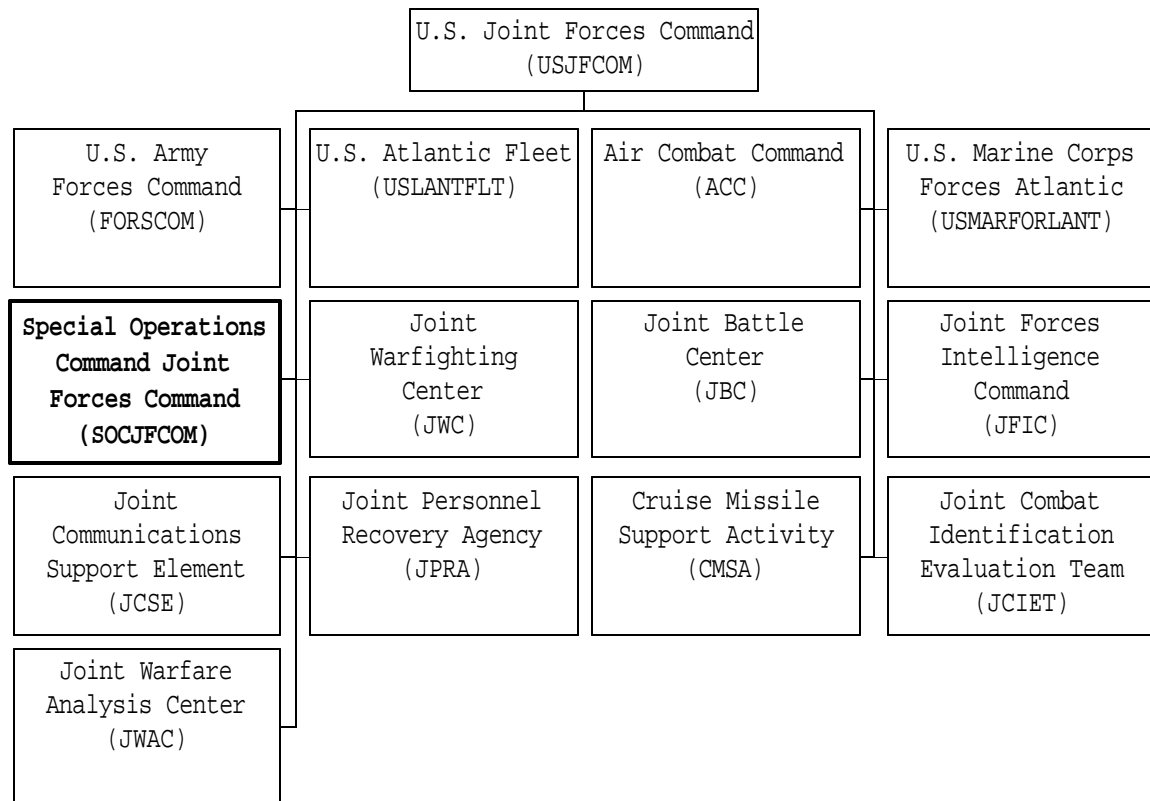 U.S. Joint Forces Command
(USJFCOM)
U.S. Army
Forces Command
(FORSCOM)
U.S. Atlantic Fleet
(USLANTFLT)
Air Combat Command
(ACC)
U.S. Marine Corps
Forces Atlantic
(USMARFORLANT)
Special Operations
Command Joint
Forces Command
(SOCJFCOM)
Joint
Warfighting
Center
(JWC)
Joint Battle
Center
(JBC)
Joint Forces
Intelligence
Command
(JFIC)
Joint
Communications
Support Element
(JCSE)
Joint Personnel
Recovery Agency
(JPRA)
Cruise Missile
Support Activity
(CMSA)
Joint Combat
Identification
Evaluation Team
(JCIET)
Joint Warfare
Analysis Center
(JWAC)